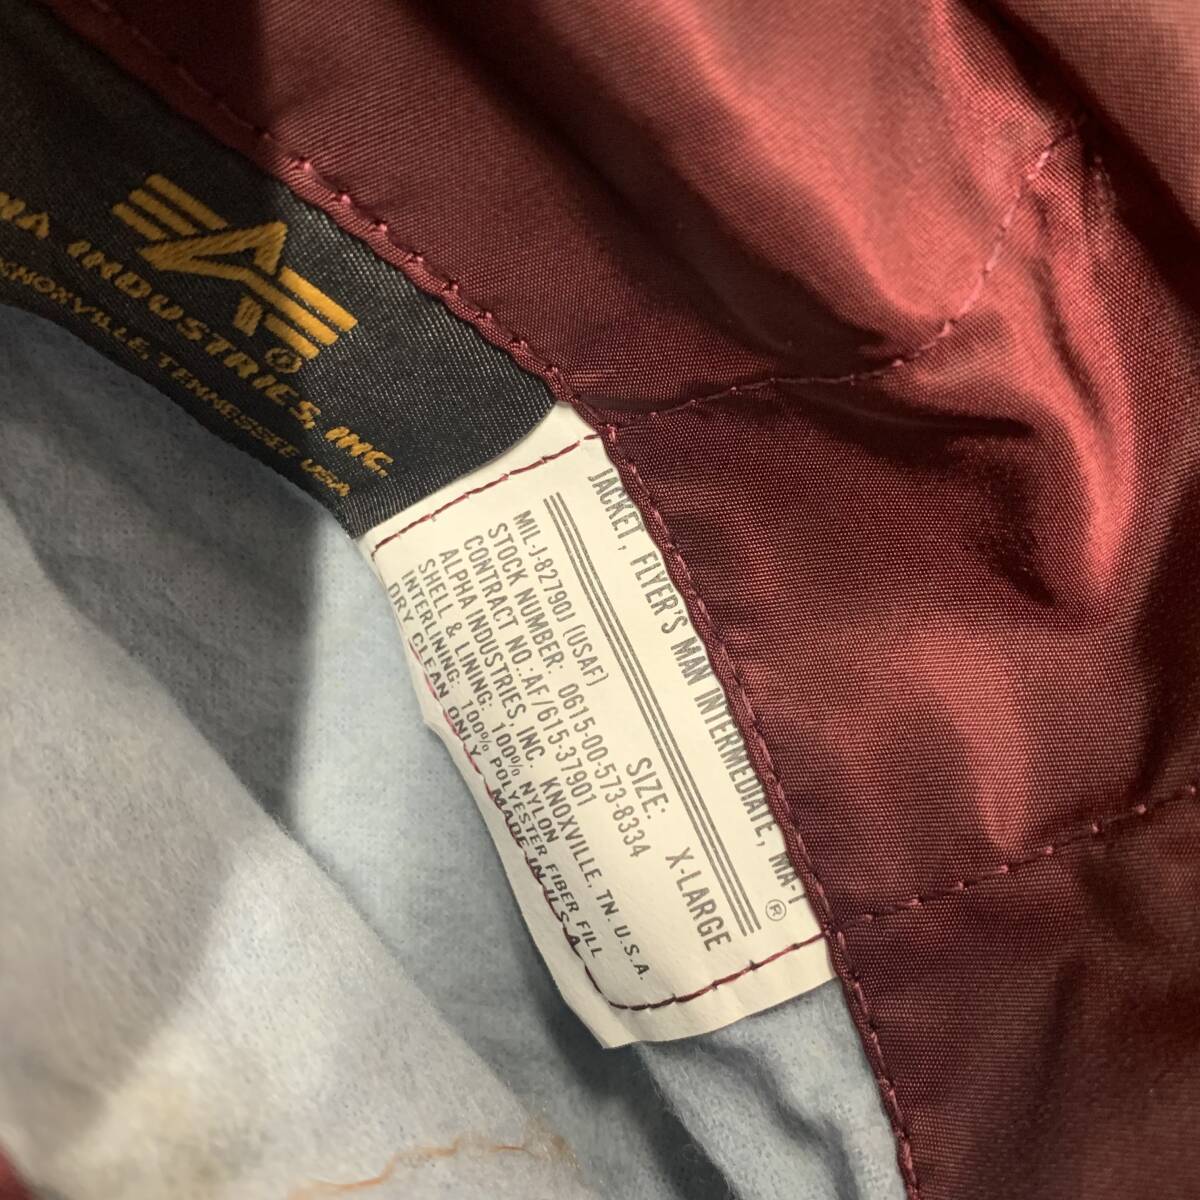 INDUSTRIES, INC.
KNOXVILLE, TENNESSEE USA
JACKET, FLYER'S MAN INTERMEDIATE, MA-1
®
SIZE: X-LARGE
MIL-J-8279OJ (USAF)
STOCK NUMBER: 0615-00-573-8334
CONTRACT NO.:AF/615-37901
ALPHA INDUSTRIES, INC. KNOXVILLE, TN. U.S.A.
SHELL & LINING: 100% NYLON
INTERLINING: 100% POLYESTER FIBER FILL
DRY CLEAN ONLY MADE IN U.S.A.